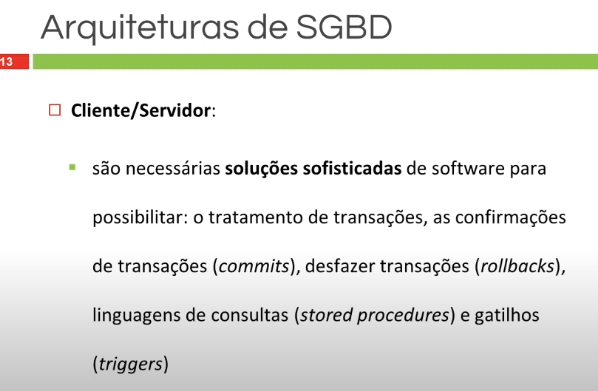 Arquiteturas de SGBD
13
Cliente/Servidor:
são necessárias soluções sofisticadas de software para
possibilitar: o tratamento de transações, as confirmações
de transações (commits), desfazer transações (rollbacks),
linguagens de consultas (stored procedures) e gatilhos
(triggers)